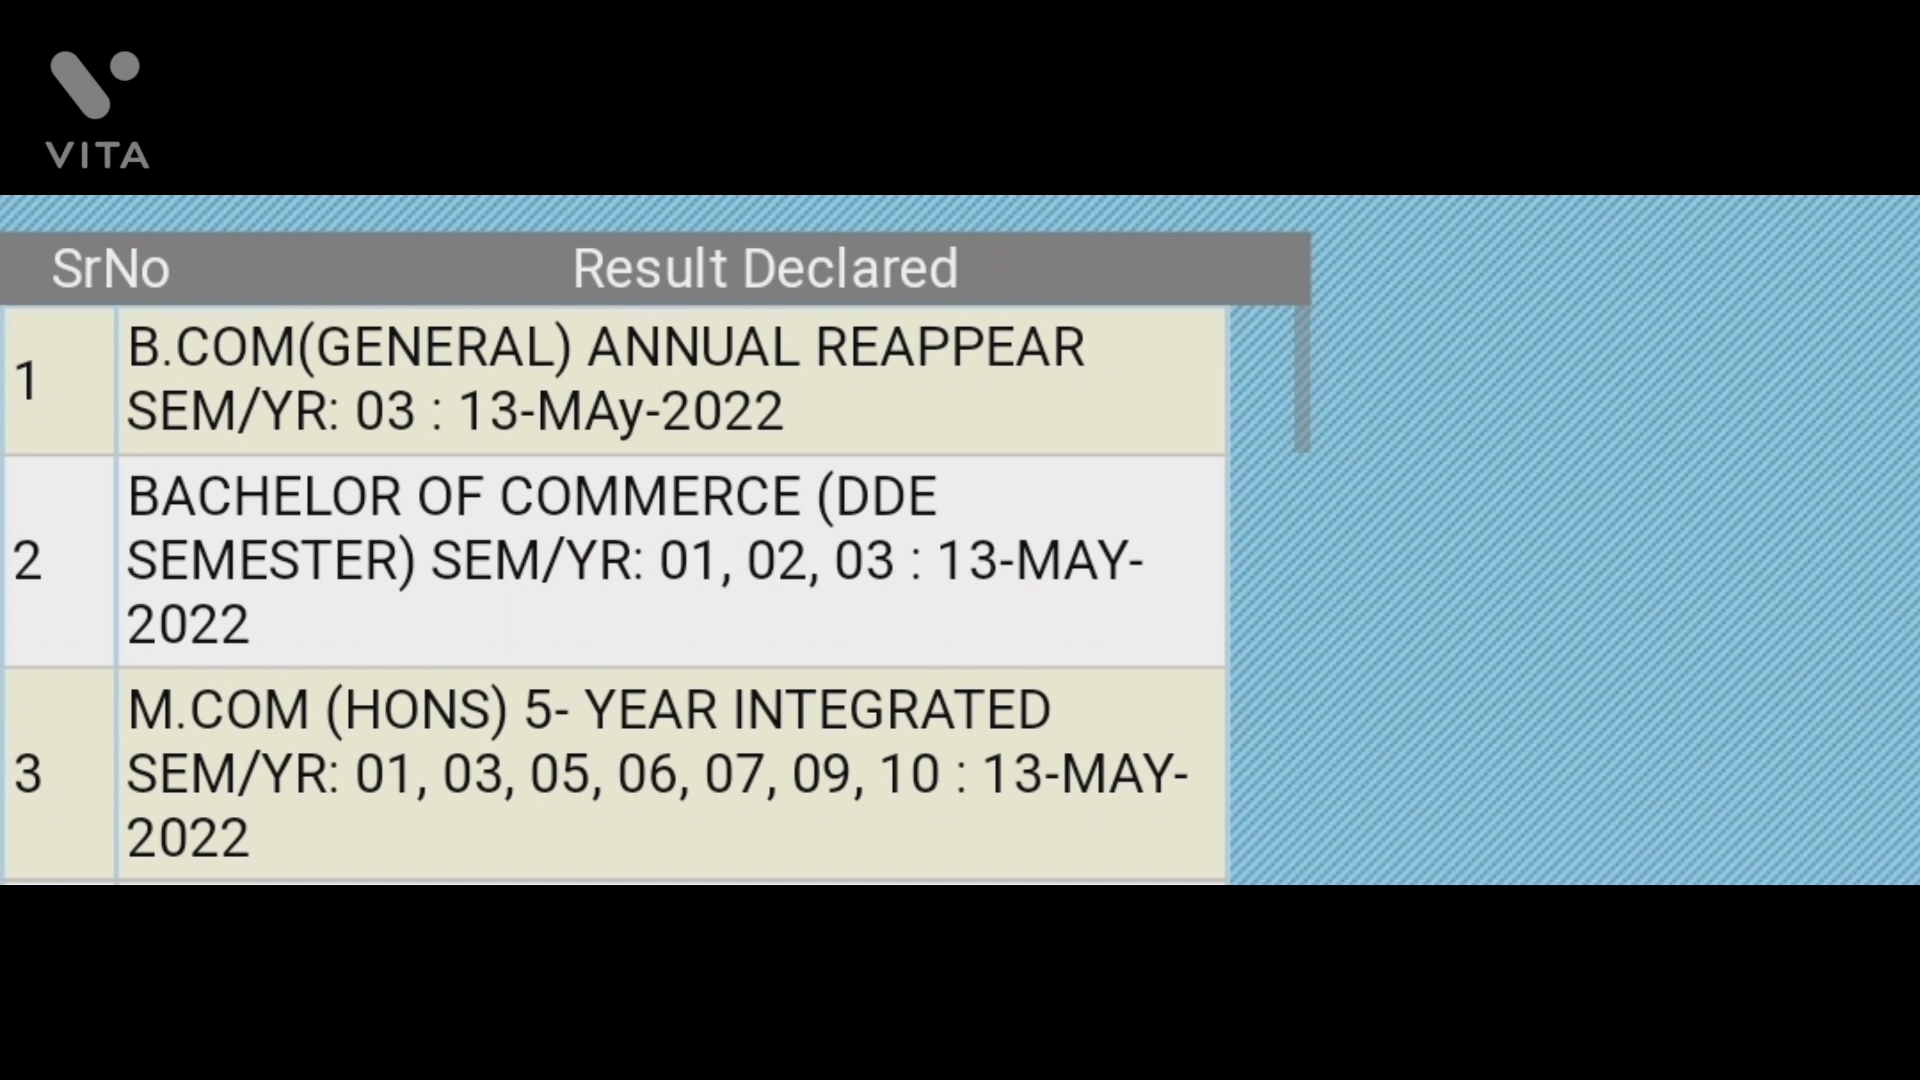 VITA
SrNo Result Declared
1 B.COM(GENERAL) ANNUAL REAPPEAR
SEM/YR: 03 : 13-MAy-2022
2 BACHELOR OF COMMERCE (DDE
SEMESTER) SEM/YR: 01, 02, 03 : 13-MAY-
2022
3 M.COM (HONS) 5- YEAR INTEGRATED
SEM/YR: 01, 03, 05, 06, 07, 09, 10 : 13-MAY-
2022